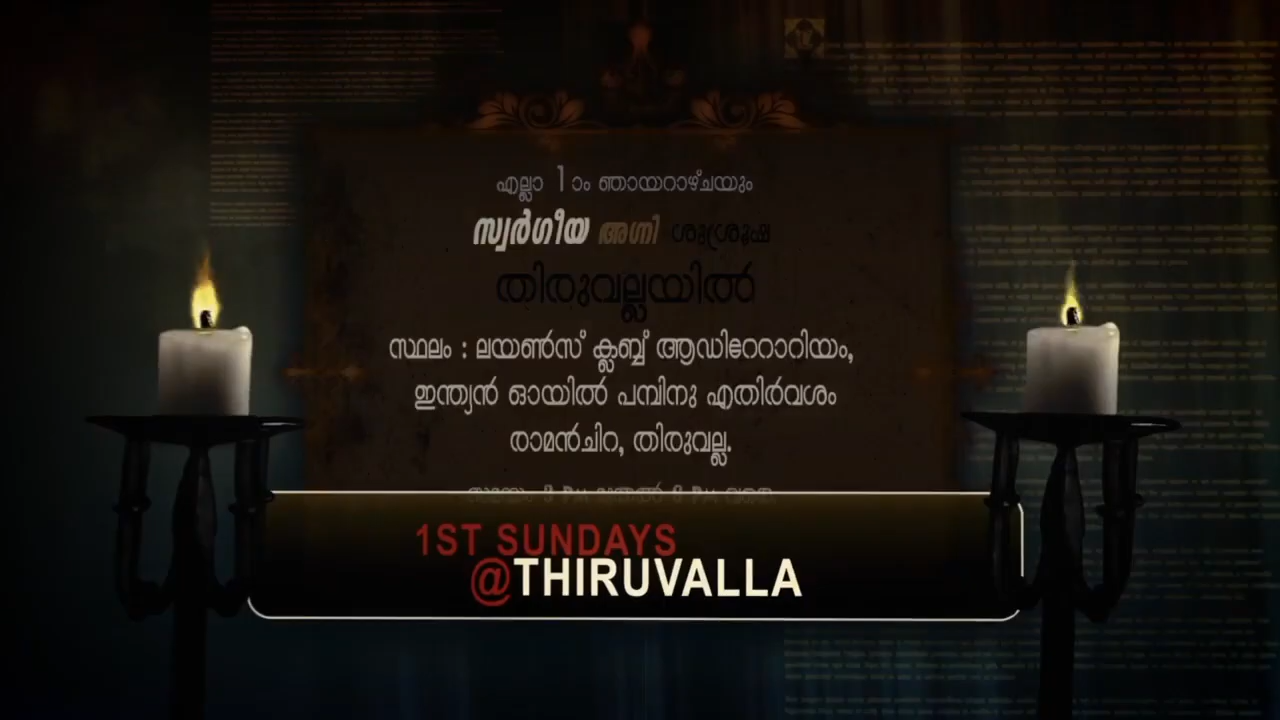 എല്ലാ 1 ാം ഞായറാഴ്ചയും
സ്വർഗീയ അഗ്നി ശുശ്രൂഷ
തിരുവല്ലയിൽ
സ്ഥലം : ലയൺസ് ക്ലബ്ബ് ആഡിറ്റോറിയം,
ഇന്ത്യൻ ഓയിൽ പമ്പിനു എതിർവശം
രാമൻചിറ, തിരുവല്ല.
1ST SUNDAYS
@THIRUVALLA